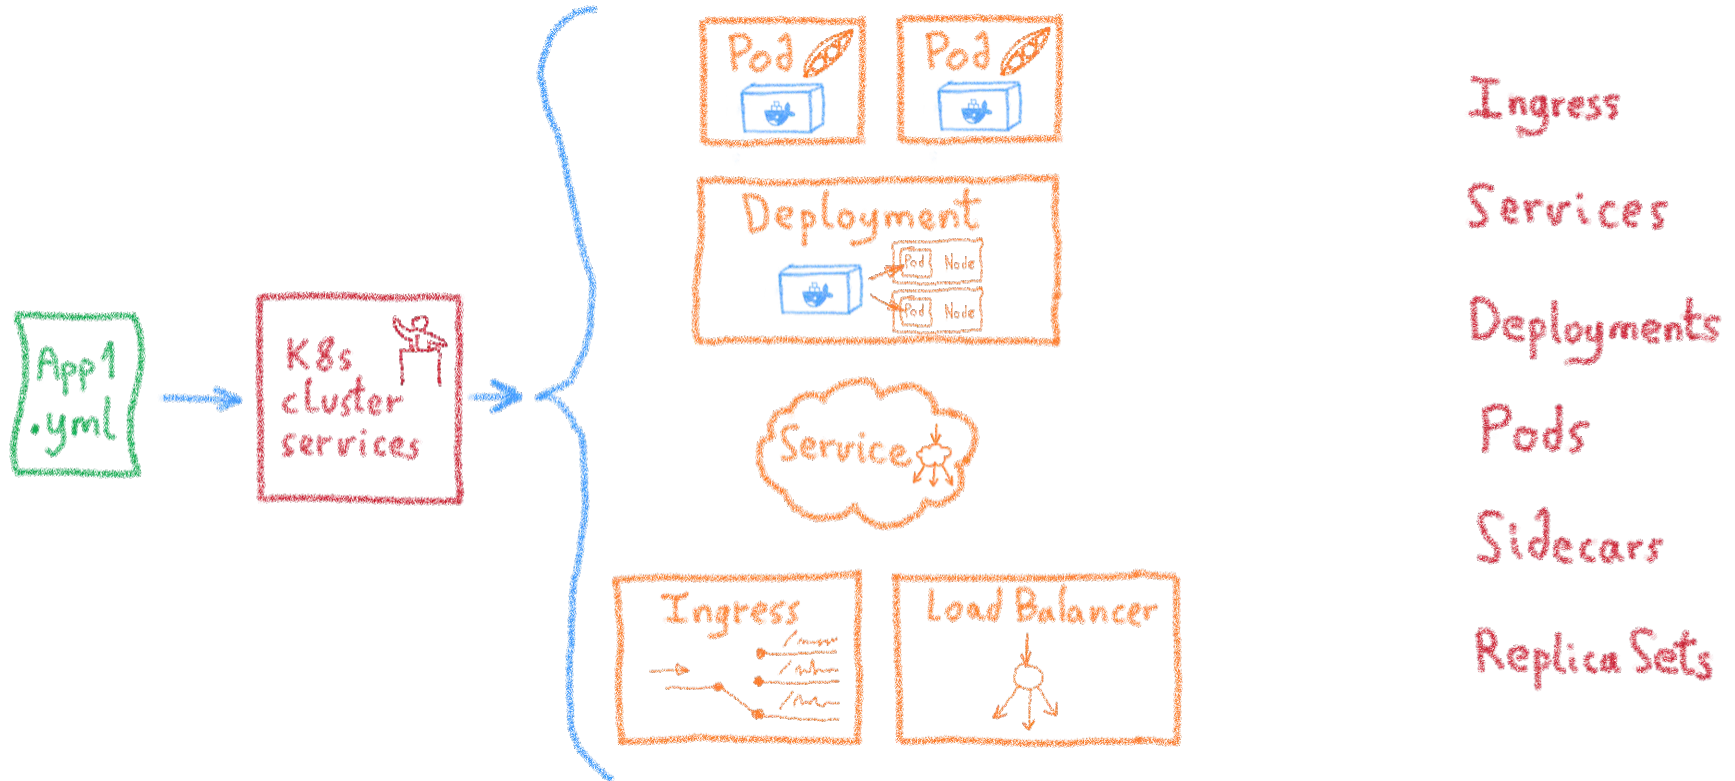 App1
.yml
K8s
cluster
services
Pod
Pod
Deployment
Pod Node
Pod Node
Service
Ingress
Load Balancer
Ingress
Services
Deployments
Pods
Sidecars
Replica Sets